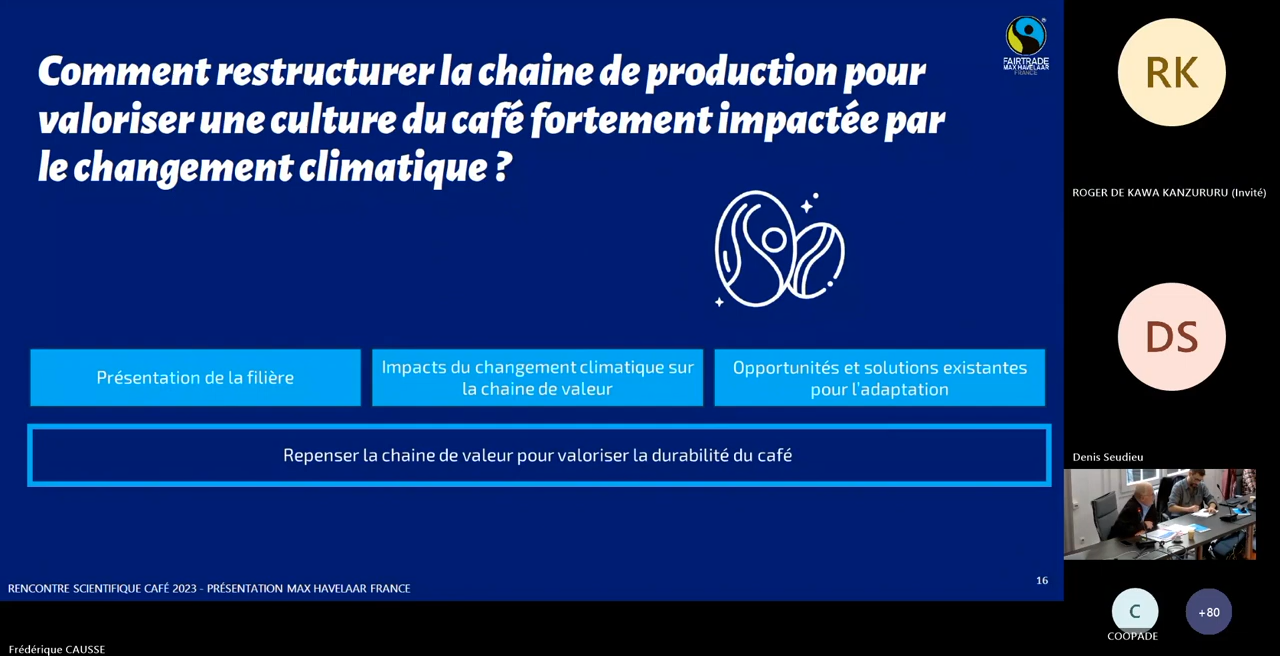 Comment restructurer la chaine de production pour
valoriser une culture du café fortement impactée par
le changement climatique ?
FAIRTRADE
MAX HAVELAAR
FRANCE
Présentation de la filière
Impacts du changement climatique sur
la chaine de valeur
Opportunités et solutions existantes
pour l'adaptation
Repenser la chaine de valeur pour valoriser la durabilité du café
RENCONTRE SCIENTIFIQUE CAFÉ 2023 - PRÉSENTATION MAX HAVELAAR FRANCE
16
Frédérique CAUSSE
RK
ROGER DE KAWA KANZURURU (Invité)
DS
Denis Seudieu
C
COOPADE
+80